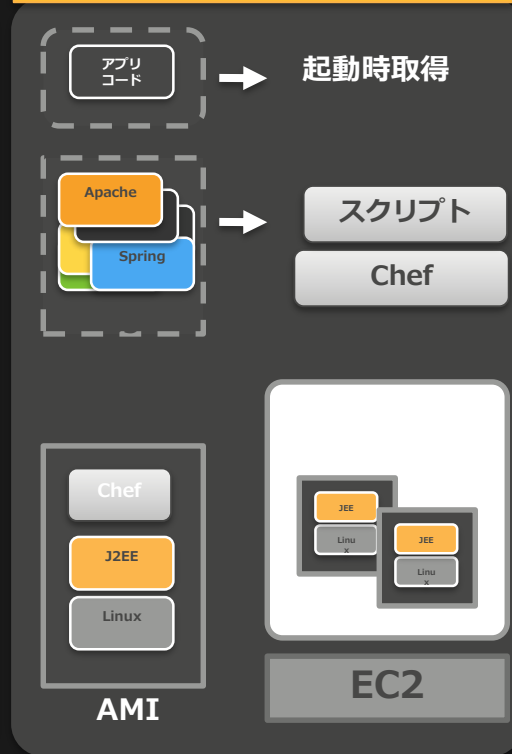 アプリ
コード
起動時取得
Apache
Spring
スクリプト
Chef
Chef
J2EE
Linux
AMI
JEE
Linu
x
JEE
Linu
x
EC2